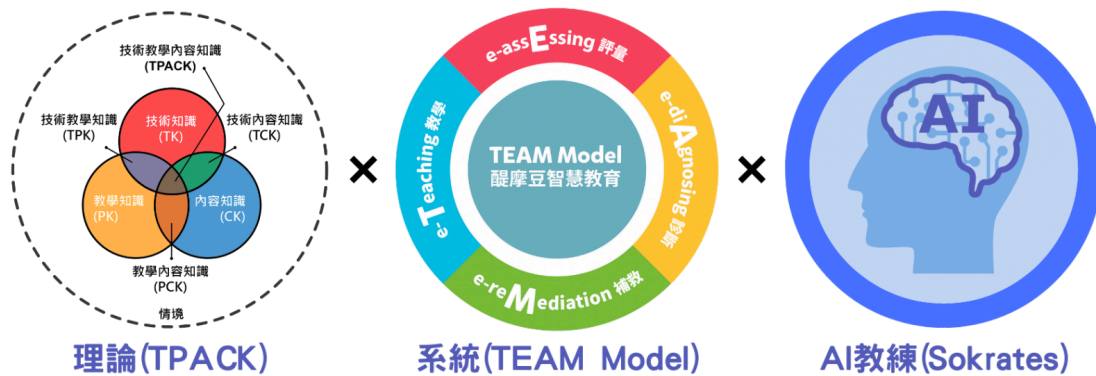 技術教學內容知識
(TPACK)
技術教學知識
(TPK)
技術知識
(TK)
技術內容知識
(TCK)
教學知識
(PK)
內容知識
(CK)
教學內容知識
(PCK)
情境
理論(TPACK)
×
e-assEssing 評量
e-Teaching 教學
TEAM Model
醍摩豆智慧教育
e-diAgnosing 診斷
e-reMediation 補救
系統(TEAM Model)
×
AI
AI教練(Sokrates)